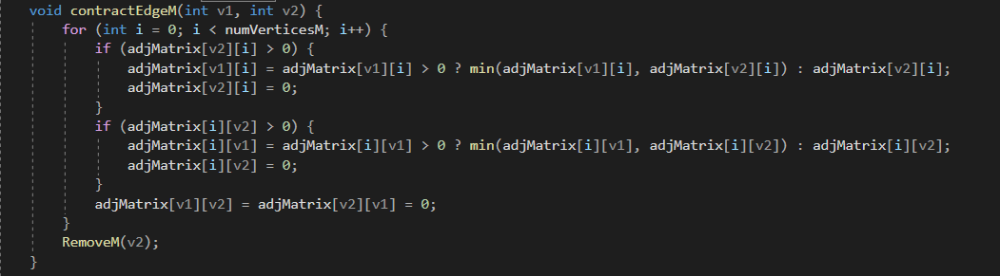 void contractEdgeM(int v1, int v2) {
for (int i = 0; i < numVerticesM; i++) {
if (adjMatrix[v2][i] > 0) {
adjMatrix[v1][i] = adjMatrix[v1][i] > 0 ? min(adjMatrix[v1][i], adjMatrix[v2][i]) : adjMatrix[v2][i];
adjMatrix[v2][i] = 0;
}
if (adjMatrix[i][v2] > 0) {
adjMatrix[i][v1] = adjMatrix[i][v1] > 0 ? min(adjMatrix[i][v1], adjMatrix[i][v2]) : adjMatrix[i][v2];
adjMatrix[i][v2] = 0;
}
adjMatrix[v1][v2] = adjMatrix[v2][v1] = 0;
}
RemoveM(v2);
}